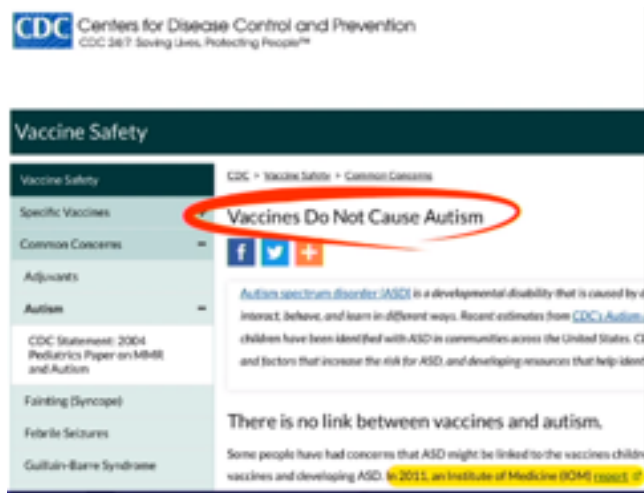 CDC Centers for Disease Control and Prevention
CDC 24/7: Saving Lives, Protecting People™
Vaccine Safety
Vaccine Safety
Specific Vaccines
Common Concerns
Adjuvants
Autism
CDC Statement: 2004
Pediatrics Paper on MMR
and Autism
Fainting (Syncope)
Febrile Seizures
Guillain-Barre Syndrome
CDC > Vaccine Safety > Common Concerns
Vaccines Do Not Cause Autism
Autism spectrum disorder (ASD) is a developmental disability that is caused by
interact, behave, and learn in different ways. Recent estimates from CDC's Autism
children have been identified with ASD in communities across the United States.
and factors that increase the risk for ASD, and developing resources that help
There is no link between vaccines and autism.
Some people have had concerns that ASD might be linked to the vaccines
vaccines and developing ASD. In 2011, an Institute of Medicine (IOM) report